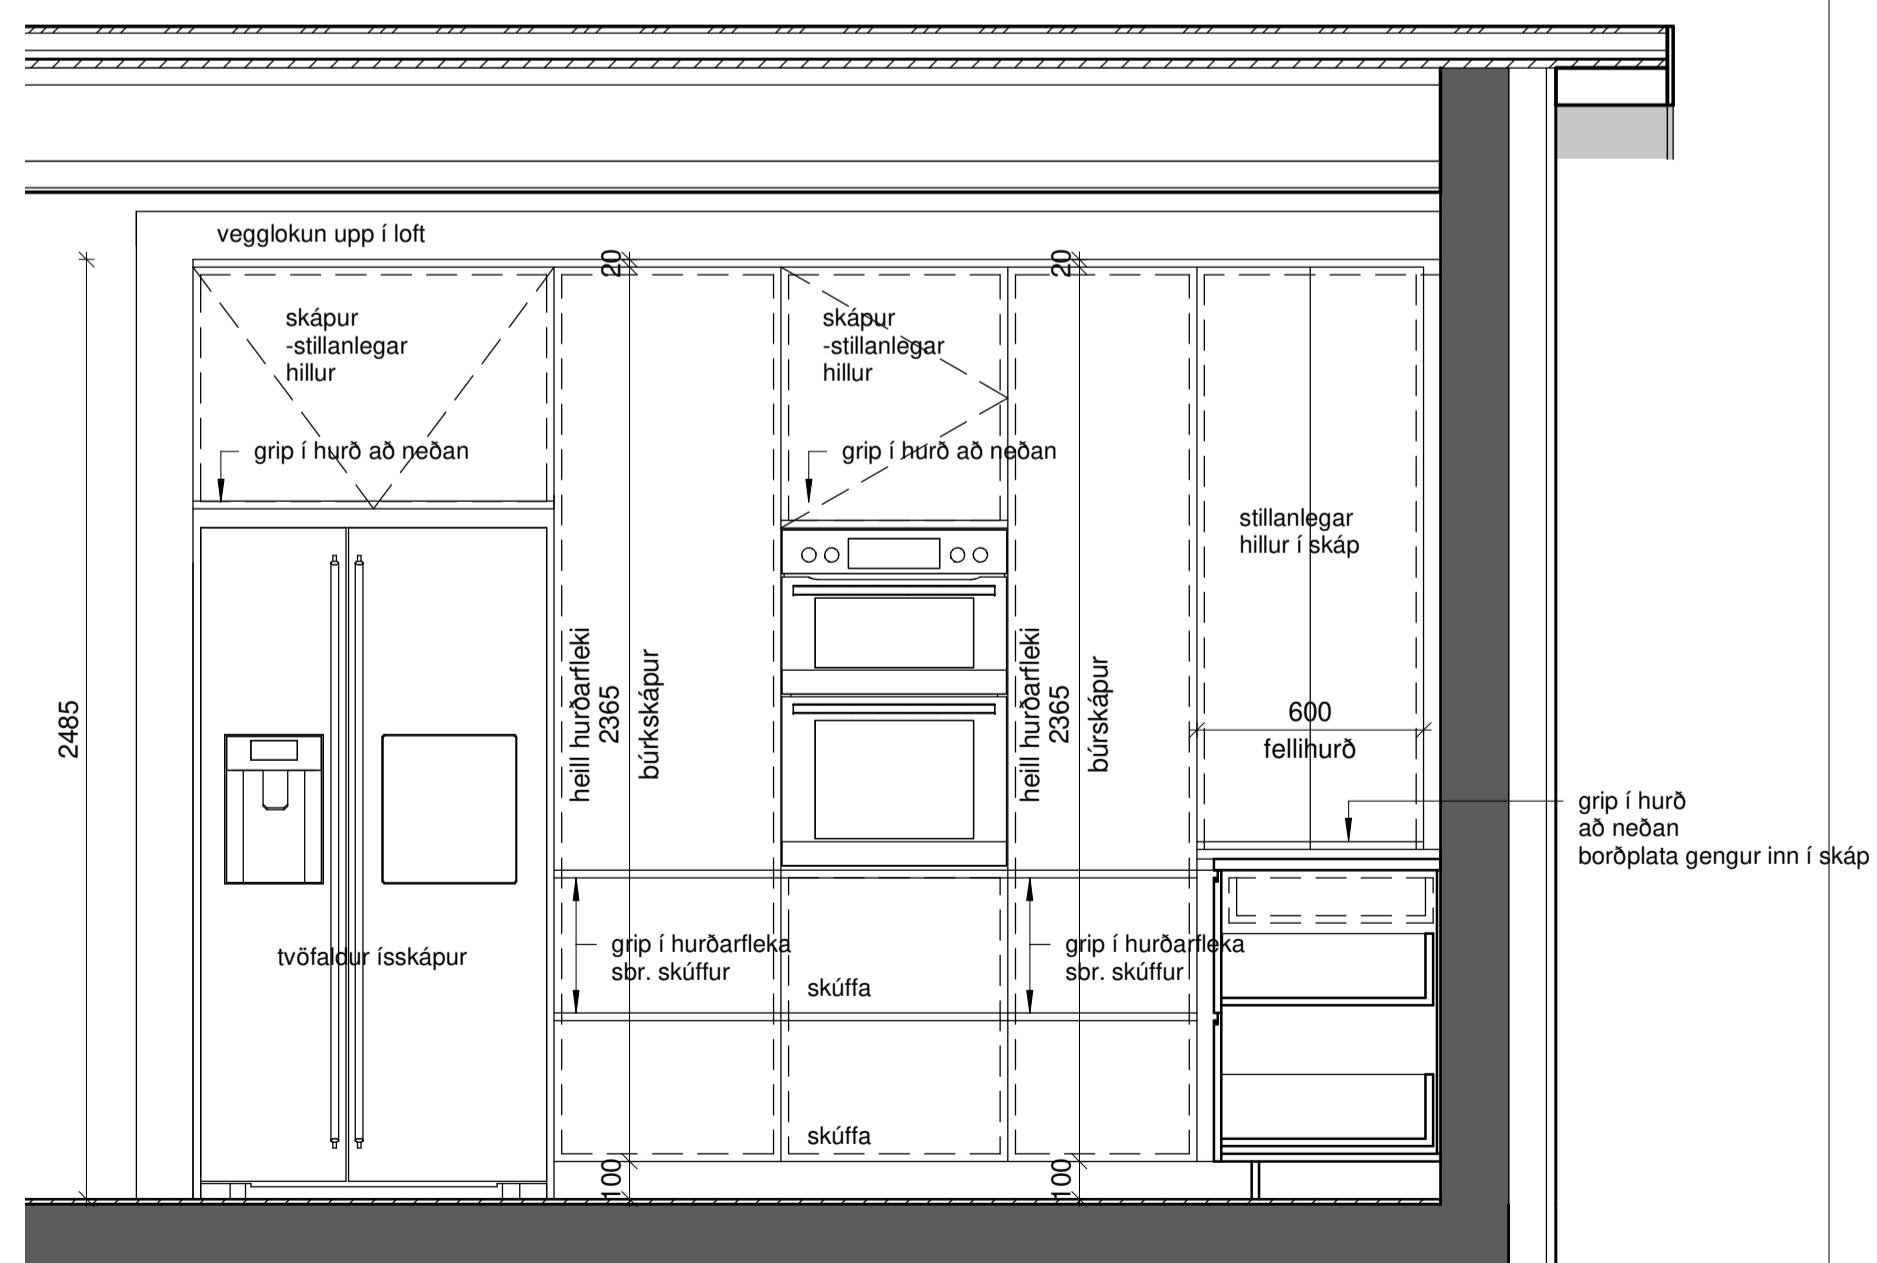 vegglokun upp í loft
20
20
skápur
-stillanlegar
hillur
skápur
-stillanlegar
hillur
grip í hurð að neðan
grip í hurð að neðan
stillanlegar
hillur í skáp
2485
heill hurðarfleki
2365
búrkskápur
heill hurðarfleki
2365
búrskápur
600
fellihurð
grip í hurð
að neðan
borðplata gengur inn í skáp
tvöfaldur ísskápur
grip í hurðarfleka
sbr. skúffur
skúffa
grip í hurðarfleka
sbr. skúffur
skúffa
100
100